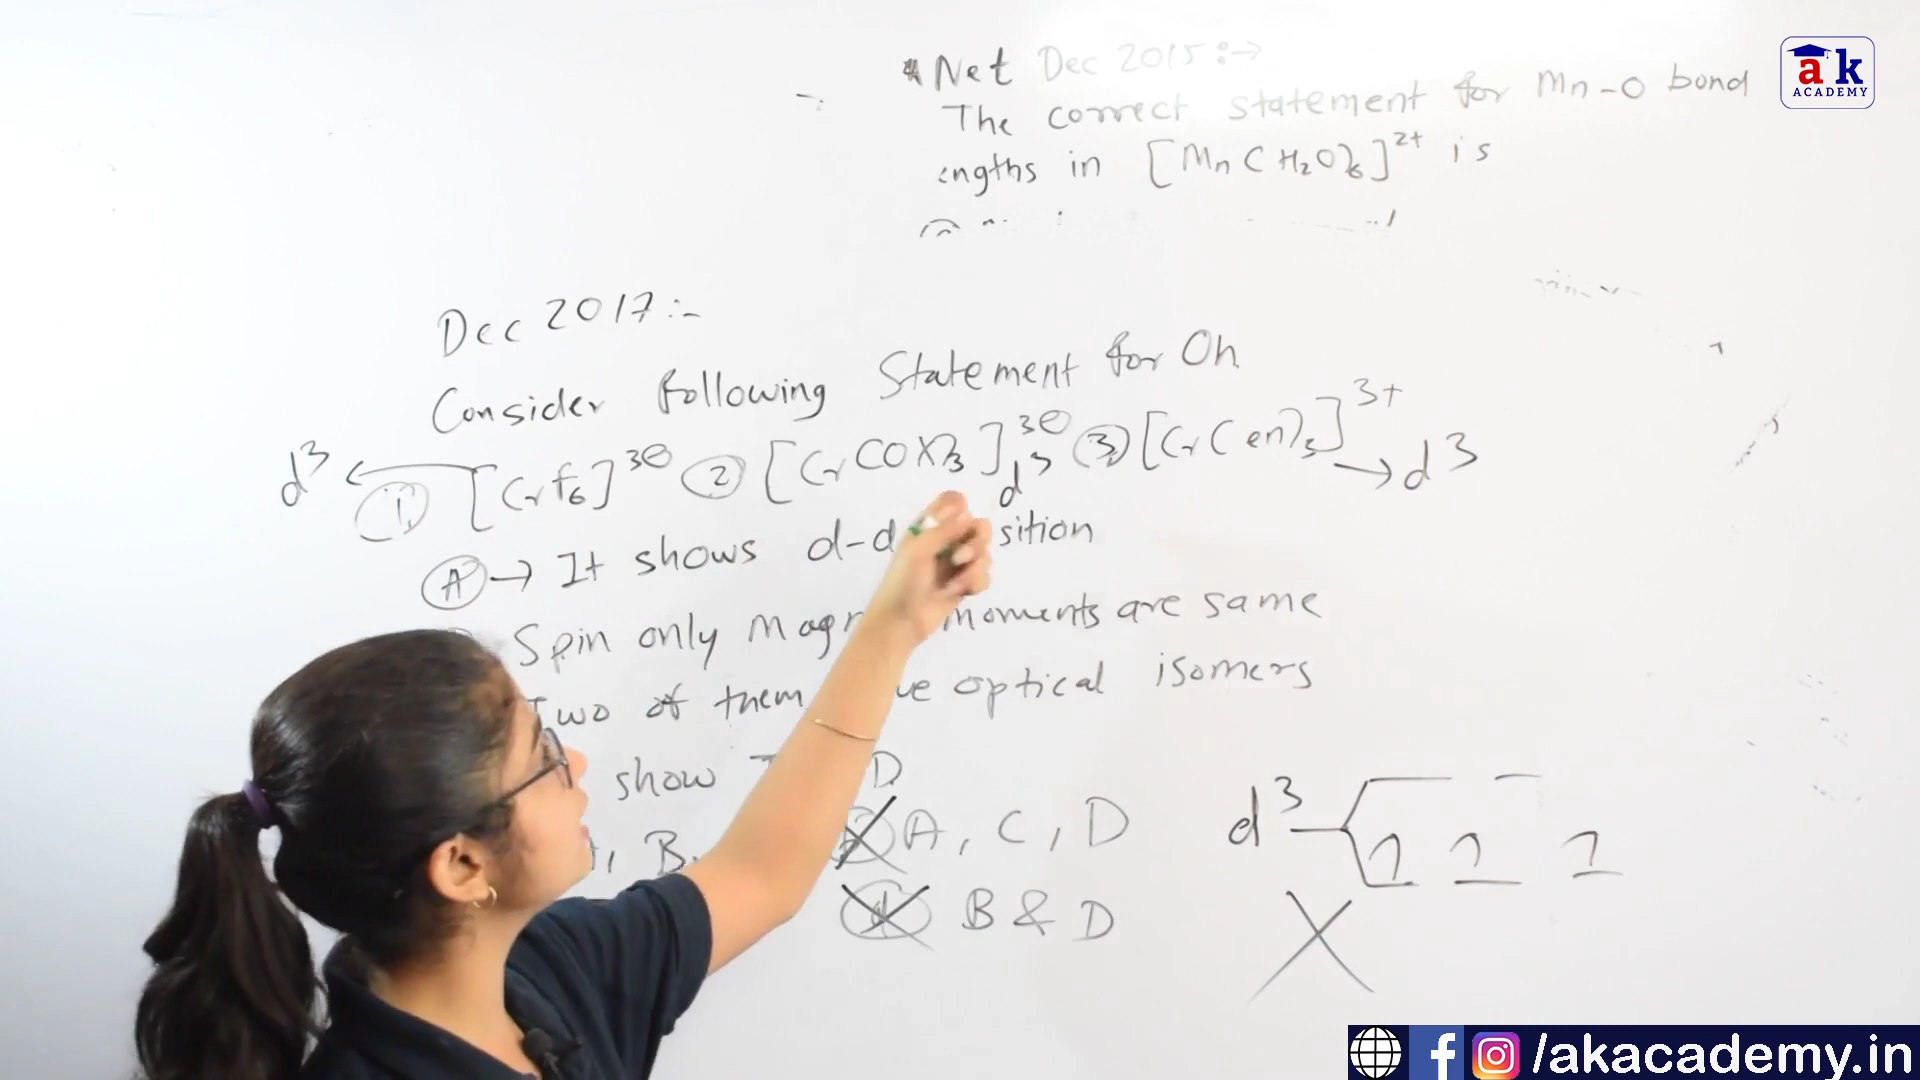 Net Dec 2015:→
The correct statement for Mn-O bond
engths in [Mn(H₂O)₆]²⁺ is
ak
ACADEMY
Dec 2017:-
Consider following Statement for Oh
d³ ← ① [CrF₆]³⊖ ② [Cr(OX)₃]³⊖ d³ ③ [Cr(en)₃]³⁺ → d³
Ⓐ → It shows d-d sition
Spin only Mag moments are same
Two of them ve optical isomers
show D
, B, A, C, D
B & D
d³ 1 1 1
/akacademy.in